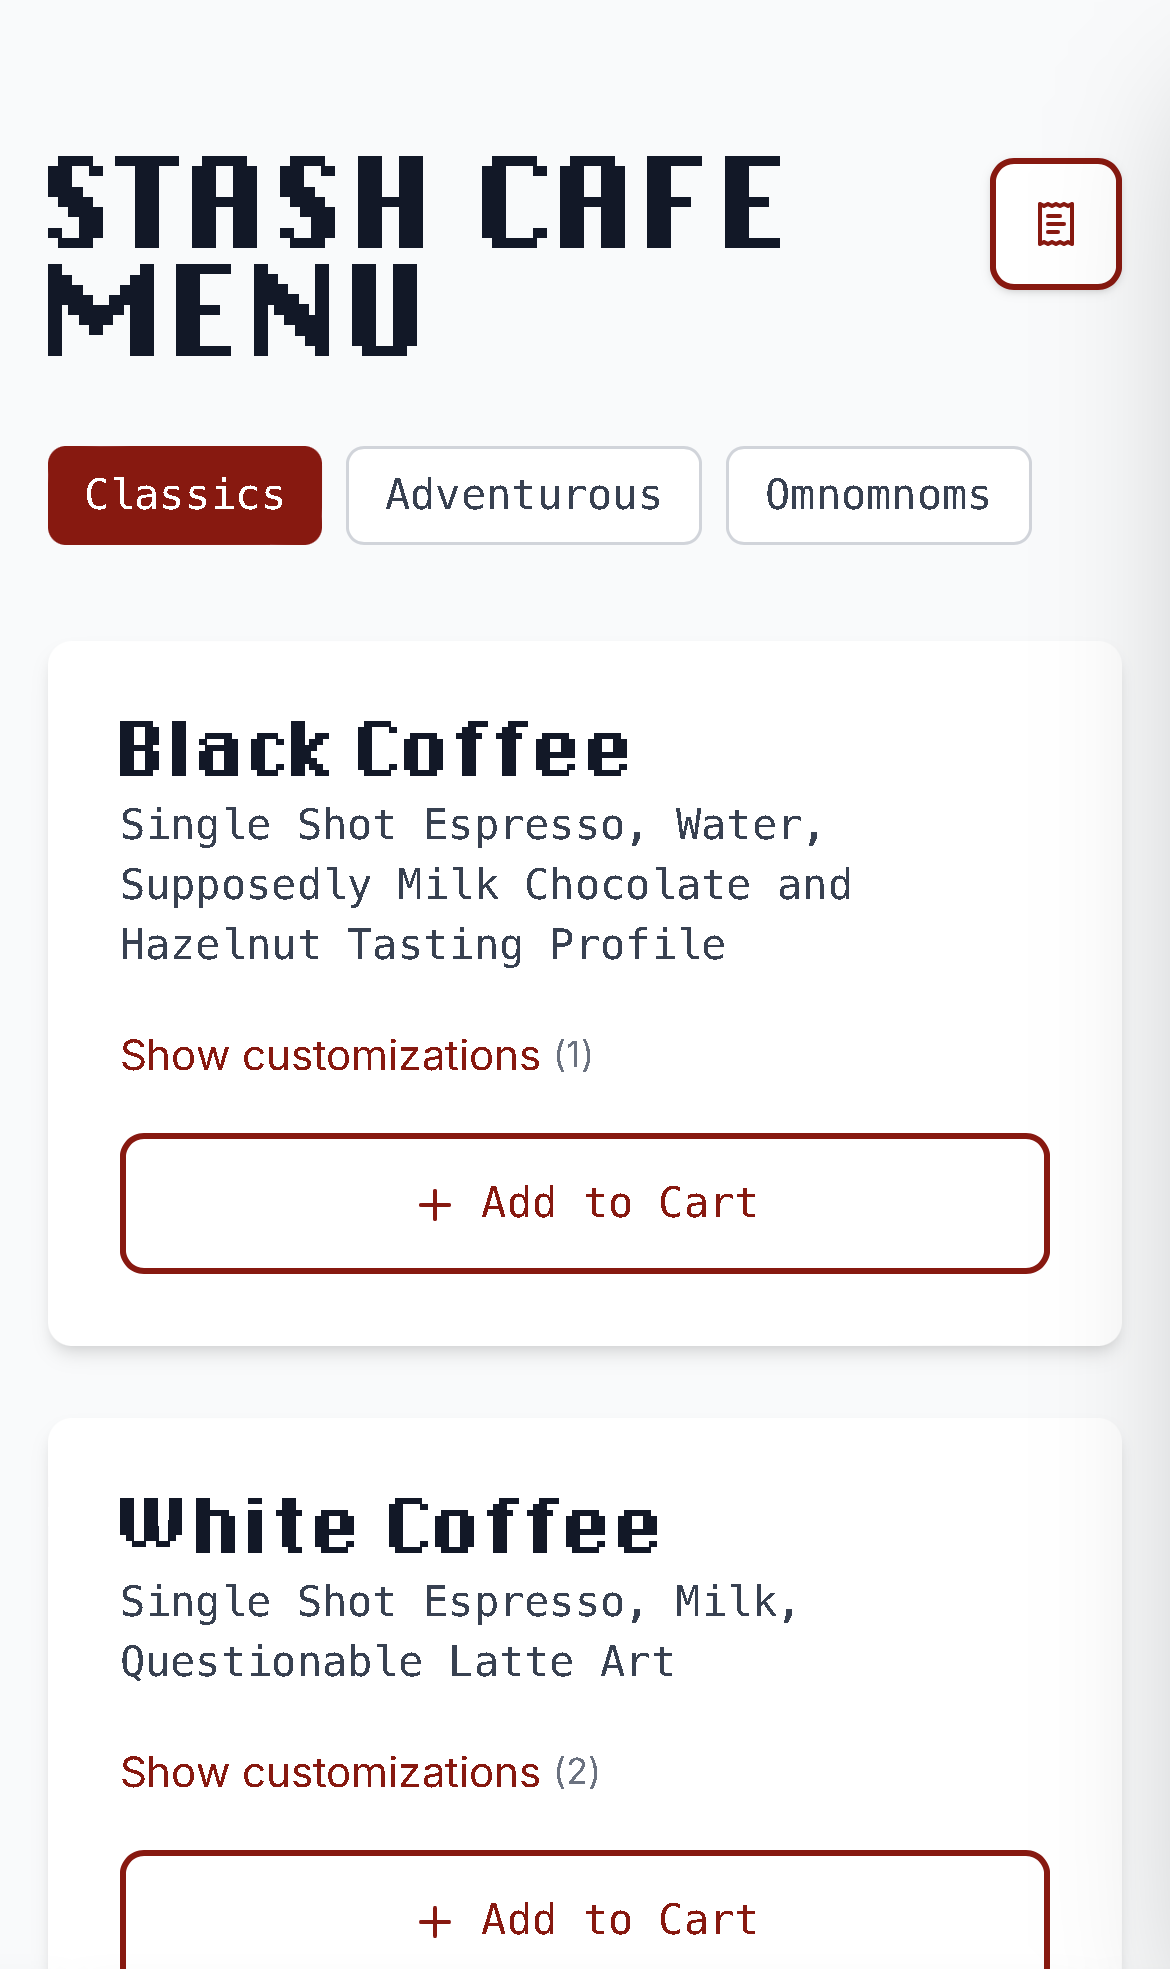 STASH CAFE
MENU
Classics
Adventurous
Omnomnoms
Black Coffee
Single Shot Espresso, Water,
Supposedly Milk Chocolate and
Hazelnut Tasting Profile
Show customizations (1)
+ Add to Cart
White Coffee
Single Shot Espresso, Milk,
Questionable Latte Art
Show customizations (2)
+ Add to Cart